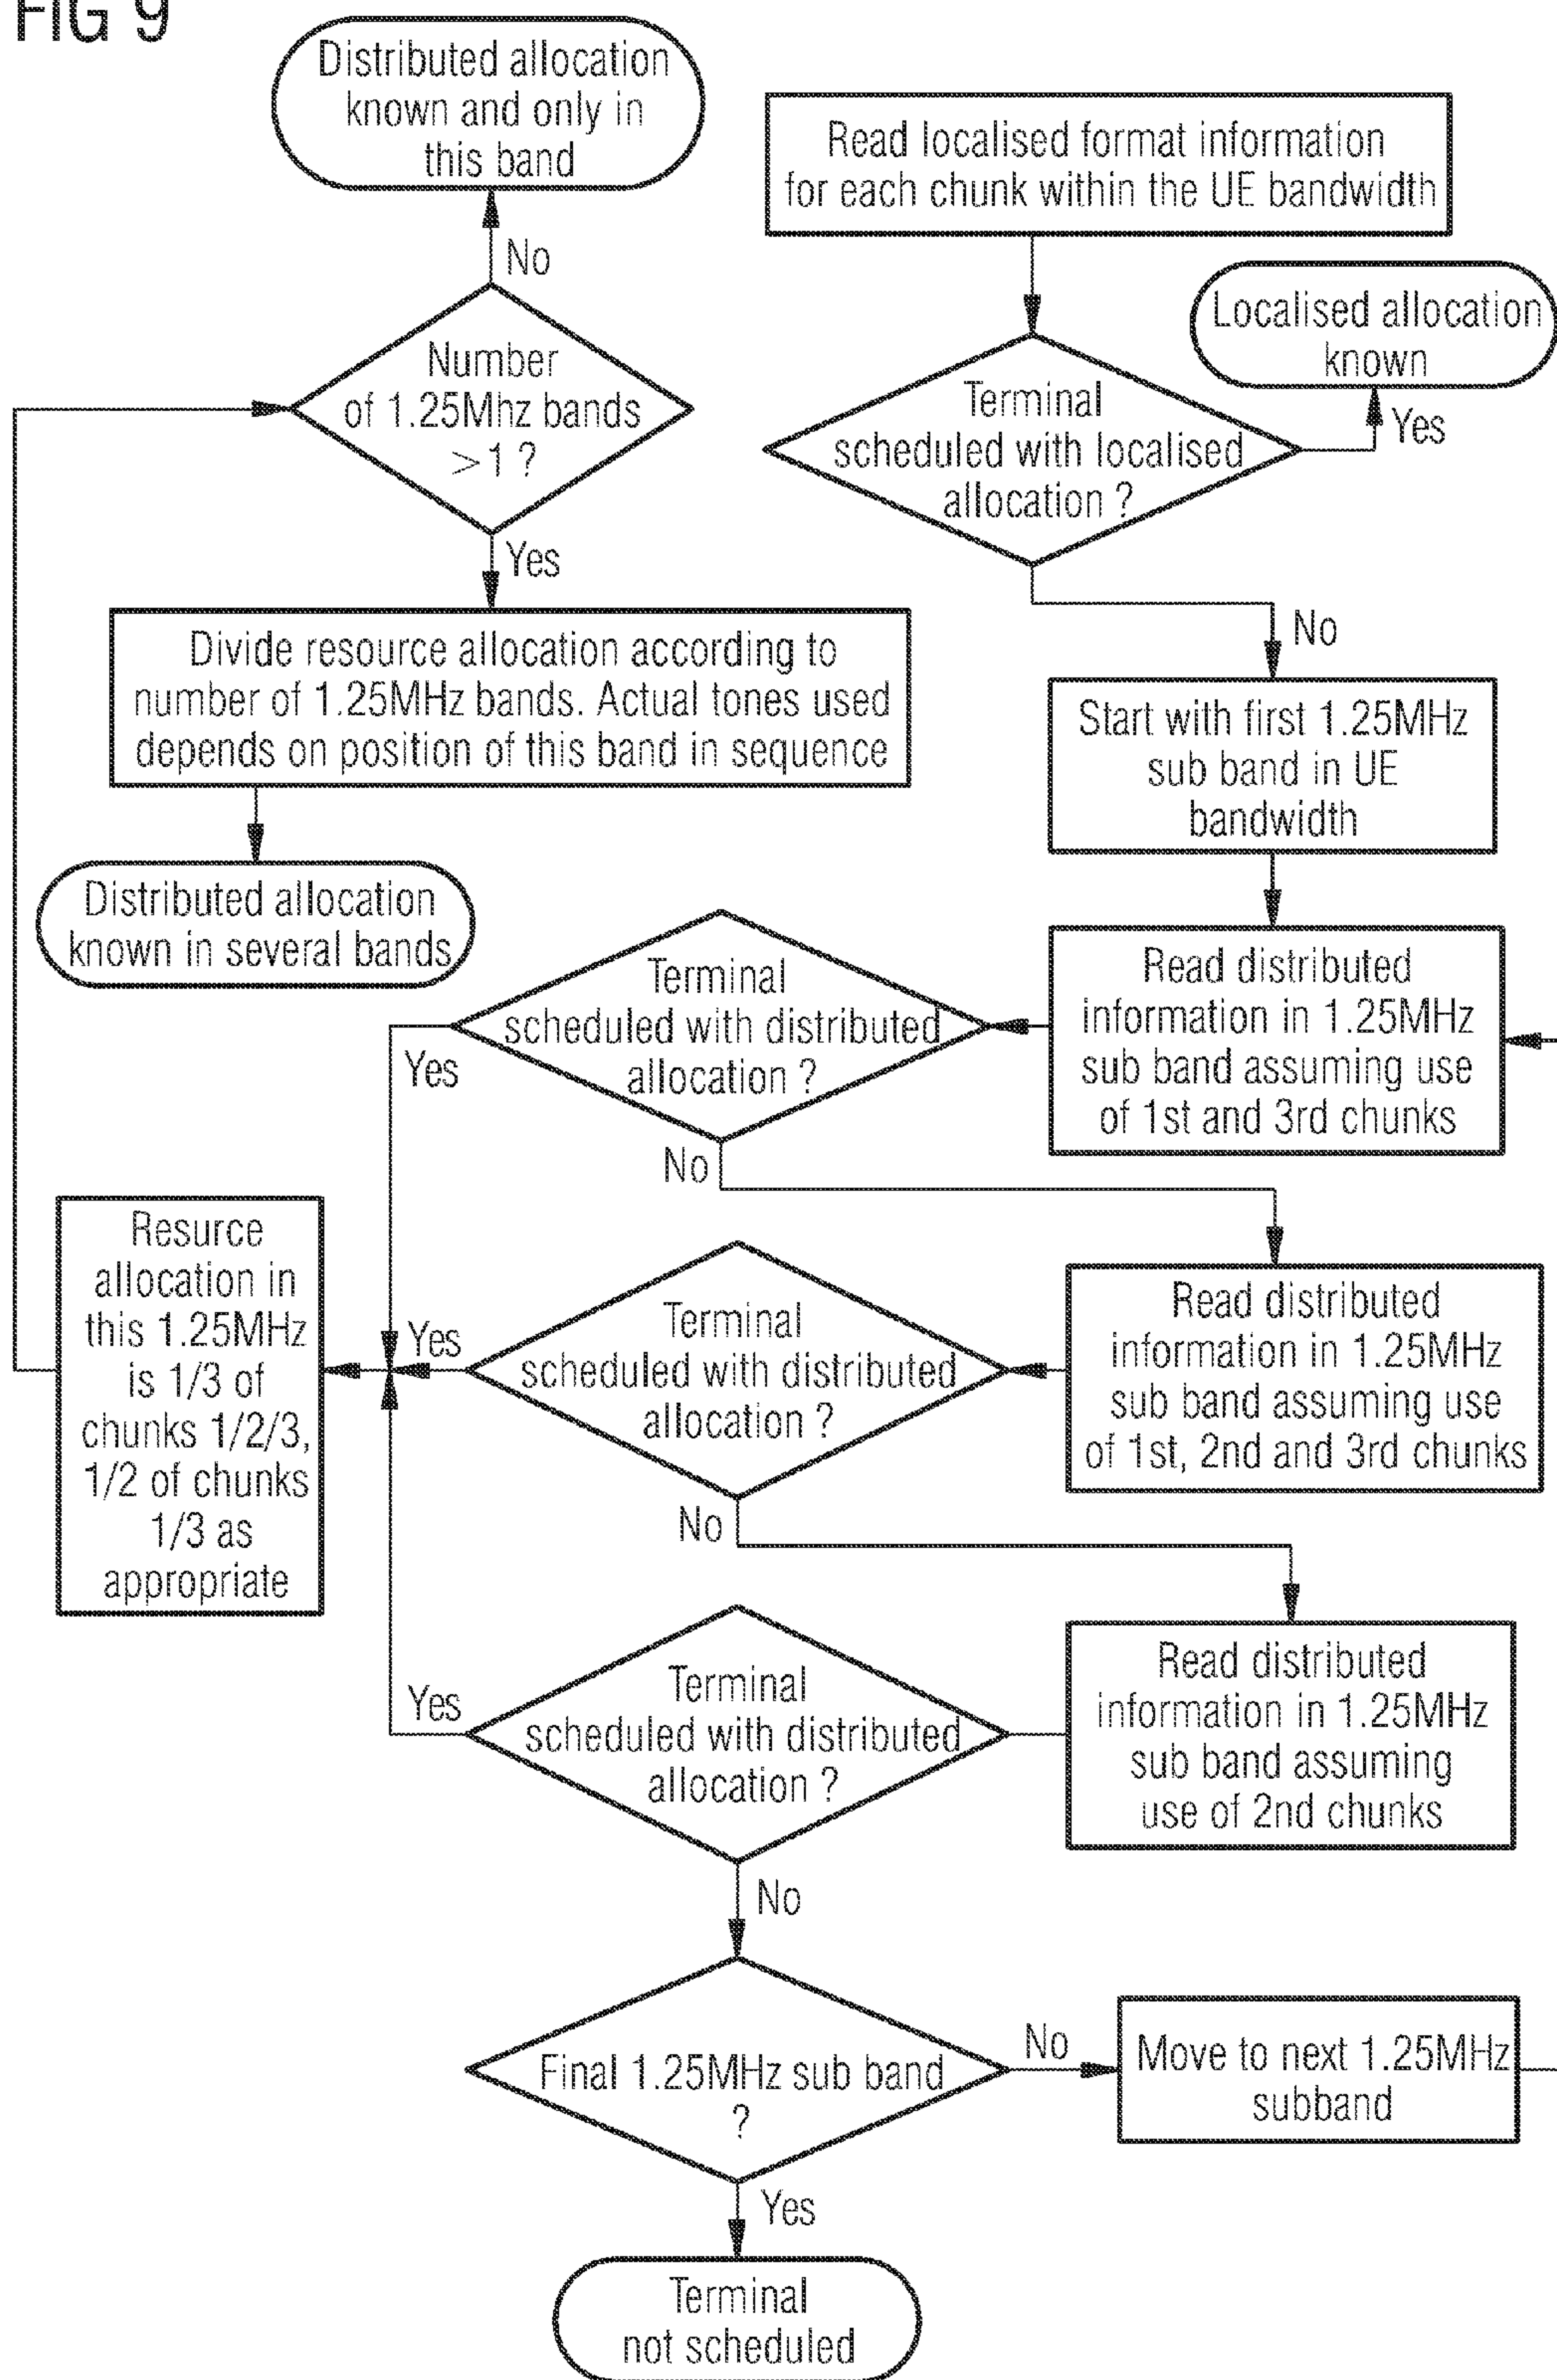 FIG 9
Distributed allocation
known and only in
this band
No
Number
of 1.25Mhz bands
>1 ?
Yes
Divide resource allocation according to
number of 1.25MHz bands. Actual tones used
depends on position of this band in sequence
Distributed allocation
known in several bands
Read localised format information
for each chunk within the UE bandwidth
Localised allocation
known
Terminal
scheduled with localised
allocation ?
Yes
No
Start with first 1.25MHz
sub band in UE
bandwidth
Read distributed
information in 1.25MHz
sub band assuming use
of 1st and 3rd chunks
Terminal
scheduled with distributed
allocation ?
Yes
No
Read distributed
information in 1.25MHz
sub band assuming use
of 1st, 2nd and 3rd chunks
Terminal
scheduled with distributed
allocation ?
Yes
No
Resurce
allocation in
this 1.25MHz
is 1/3 of
chunks 1/2/3,
1/2 of chunks
1/3 as
appropriate
Read distributed
information in 1.25MHz
sub band assuming
use of 2nd chunks
Terminal
scheduled with distributed
allocation ?
Yes
No
Final 1.25MHz sub band
?
No
Move to next 1.25MHz
subband
Yes
Terminal
not scheduled